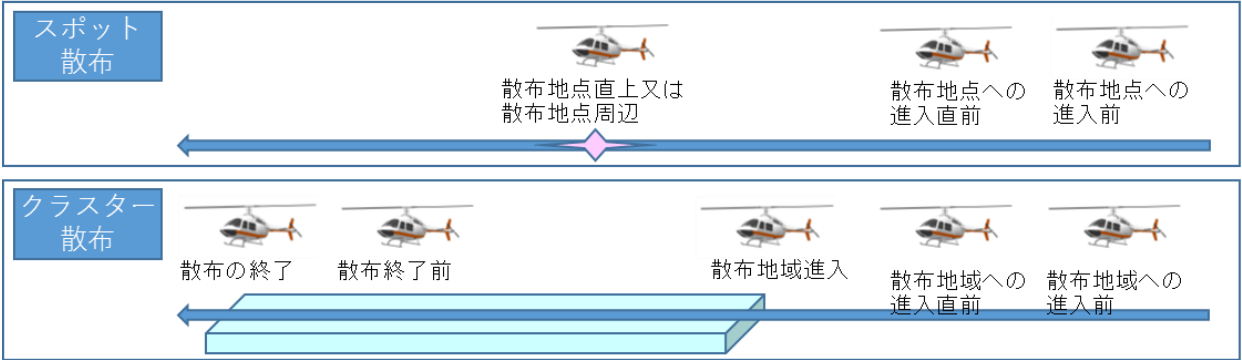 スポット
散布
散布地点直上又は
散布地点周辺
散布地点への
進入直前
散布地点への
進入前
クラスター
散布
散布の終了
散布終了前
散布地域進入
散布地域への
進入直前
散布地域への
進入前